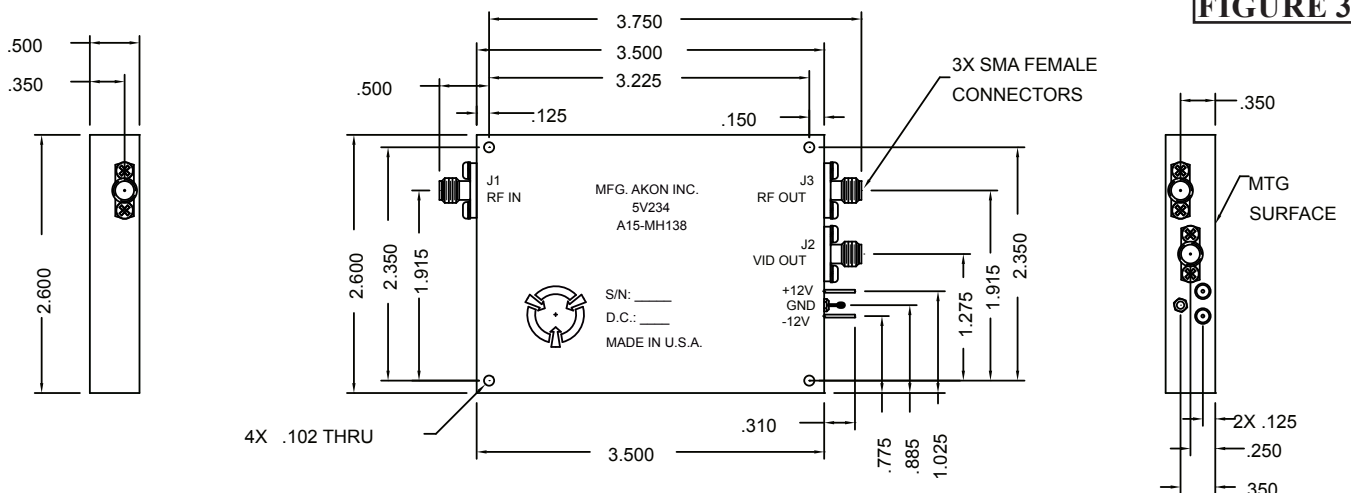 FIGURE 3
3.750
3.500
3.225
.500
.350
.500
.125
.150
3X SMA FEMALE
CONNECTORS
.350
MTG
SURFACE
J1
RF IN
MFG. AKON INC.
5V234
A15-MH138
J3
RF OUT
J2
VID OUT
+12V
GND
-12V
S/N: _____
D.C.: ____
MADE IN U.S.A.
2.600
2.600
2.350
1.915
1.275
1.915
2.350
4X .102 THRU
3.500
.310
.775
.885
1.025
2X .125
.250
.350